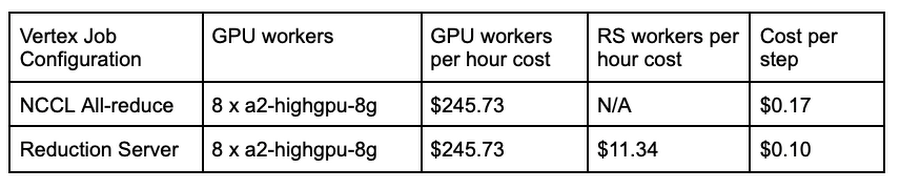 Vertex Job Configuration GPU workers GPU workers per hour cost RS workers per hour cost Cost per step
NCCL All-reduce 8 x a2-highgpu-8g $245.73 N/A $0.17
Reduction Server 8 x a2-highgpu-8g $245.73 $11.34 $0.10